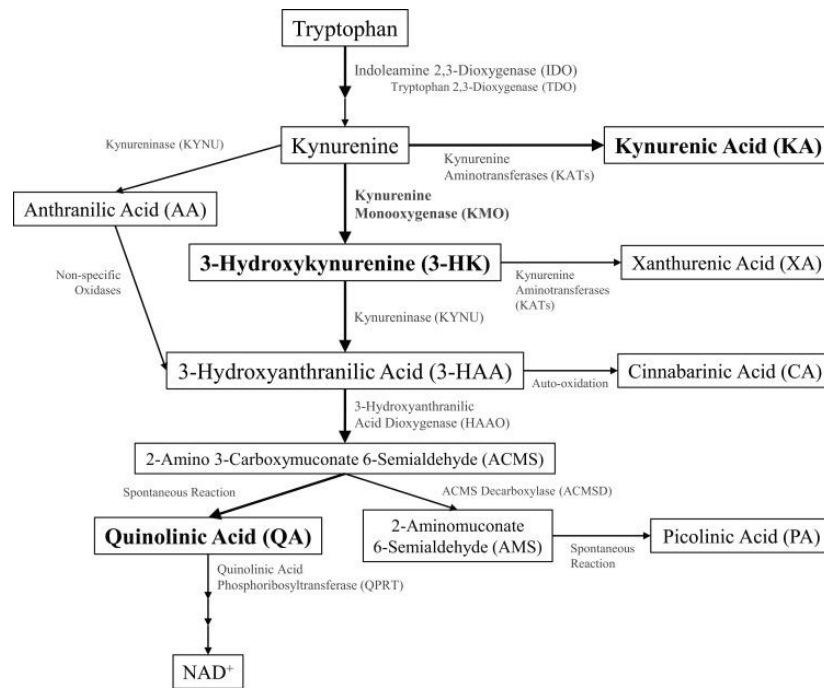 Tryptophan
Indoleamine 2,3-Dioxygenase (IDO)
Tryptophan 2,3-Dioxygenase (TDO)
Kynureninase (KYNU)
Kynurenine
Kynurenic Acid (KA)
Kynurenine
Aminotransferases (KATs)
Kynurenine
Monooxygenase (KMO)
Anthranilic Acid (AA)
3-Hydroxykynurenine (3-HK)
Xanthurenic Acid (XA)
Non-specific
Oxidases
Kynurenine
Aminotransferases
(KATs)
Kynureninase (KYNU)
3-Hydroxyanthranilic Acid (3-HAA)
Cinnabarinic Acid (CA)
Auto-oxidation
3-Hydroxyanthranilic
Acid Dioxygenase (HAAO)
2-Amino 3-Carboxymuconate 6-Semialdehyde (ACMS)
Spontaneous Reaction
ACMS Decarboxylase (ACMSD)
Quinolinic Acid (QA)
2-Aminomuconate
6-Semialdehyde (AMS)
Picolinic Acid (PA)
Spontaneous
Reaction
Quinolinic Acid
Phosphoribosyltransferase (QPRT)
NAD⁺